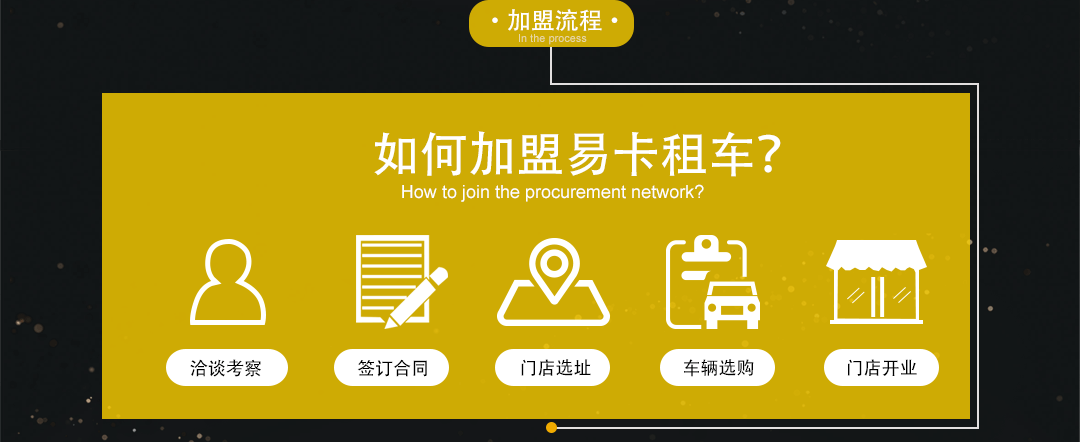 ·加盟流程·
In the process
如何加盟易卡租车?
How to join the procurement network?
洽谈考察
签订合同
门店选址
车辆选购
门店开业